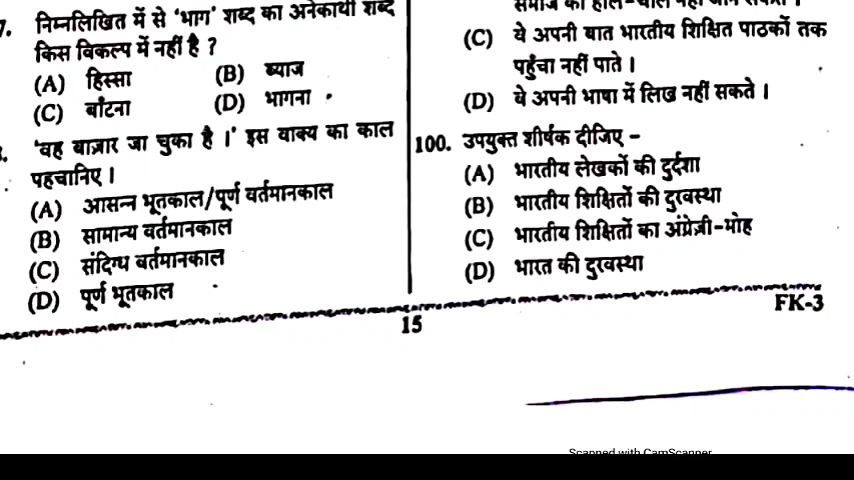 7. निम्नलिखित में से ‘भाग’ शब्द का अनेकार्थी शब्द
किस विकल्प में नहीं है ?
(A) हिस्सा (B) ब्याज
(C) बाँटना (D) भागना
‘वह बाज़ार जा चुका है ।’ इस वाक्य का काल
पहचानिए ।
(A) आसन्न भूतकाल/पूर्ण वर्तमानकाल
(B) सामान्य वर्तमानकाल
(C) संदिग्ध वर्तमानकाल
(D) पूर्ण भूतकाल
(C) ये अपनी बात भारतीय शिक्षित पाठकों तक
पहुँचा नहीं पाते ।
(D) ये अपनी भाषा में लिख नहीं सकते ।
100. उपयुक्त शीर्षक दीजिए –
(A) भारतीय लेखकों की दुर्दशा
(B) भारतीय शिक्षितों की दुरवस्था
(C) भारतीय शिक्षितों का अंग्रेज़ी-मोह
(D) भारत की दुरवस्था
15
FK-3
Scanned with CamScanner